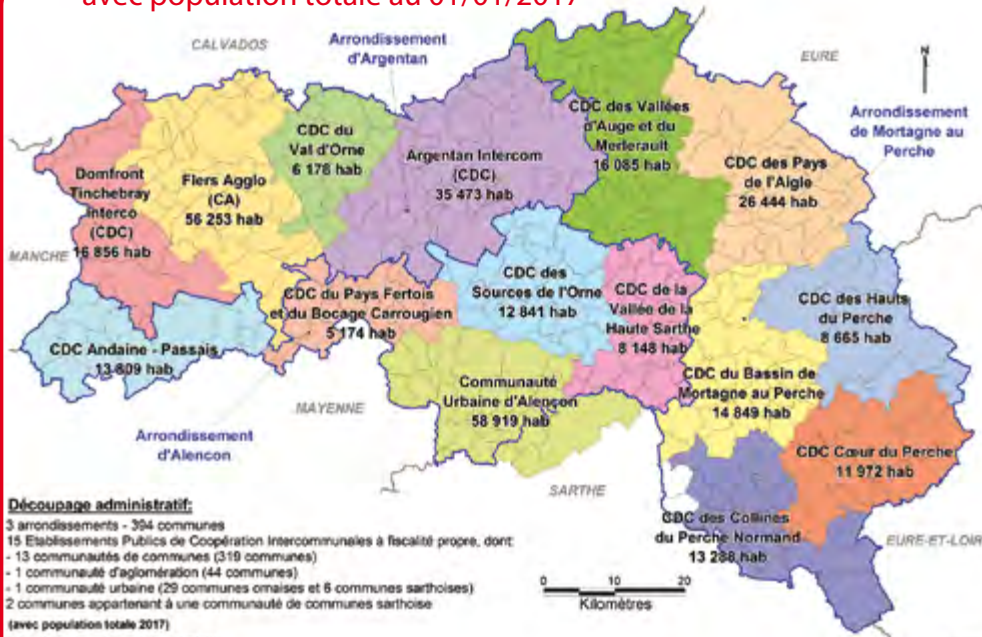 avec population totale au 01/01/2017
CALVADOS
Arrondissement
d'Argentan
EURE
N
Arrondissement
de Mortagne au
Perche
CDC des Vallées
d'Auge et du
Merlerault
16 085 hab
CDC du
Val d'Orne
6 178 hab
Argentan Intercom
(CDC)
35 473 hab
CDC des Pays
de l'Aigle
26 444 hab
Domfront
Tinchebray
Interco
(CDC)
16 856 hab
Flers Agglo
(CA)
56 253 hab
MANCHE
CDC du Pays Fertois
et du Bocage Carrougien
5 174 hab
CDC des
Sources de l'Orne
12 841 hab
CDC de la
Vallée de la
Haute Sarthe
8 148 hab
CDC des Hauts
du Perche
8 665 hab
CDC Andaine - Passais
13 809 hab
Communauté
Urbaine d'Alençon
58 919 hab
CDC du Bassin de
Mortagne au Perche
14 849 hab
MAYENNE
Arrondissement
d'Alencon
CDC Cœur du Perche
11 972 hab
SARTHE
CDC des Collines
du Perche Normand
13 288 hab
EURE-ET-LOIR
Découpage administratif:
3 arrondissements - 394 communes
15 Etablissements Publics de Coopération Intercommunales à fiscalité propre, dont:
- 13 communautés de communes (319 communes)
- 1 communauté d'aglomération (44 communes)
- 1 communauté urbaine (29 communes ornaises et 6 communes sarthoises)
2 communes appartenant à une communauté de communes sarthoise
(avec population totale 2017)
0 10 20
Kilomètres